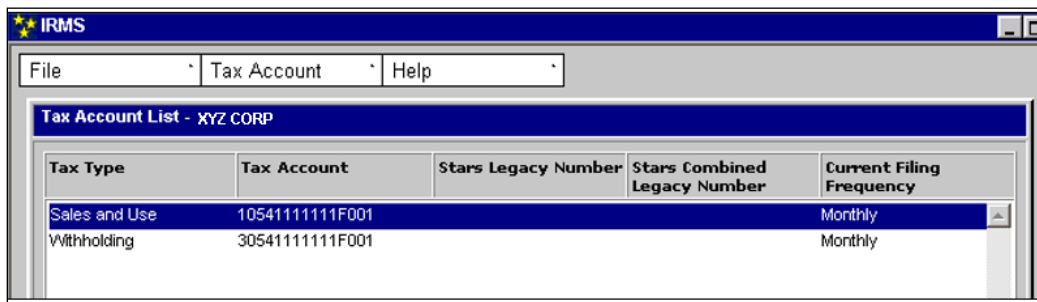 IRMS
File Tax Account Help
Tax Account List - XYZ CORP
Tax Type Tax Account Stars Legacy Number Stars Combined Legacy Number Current Filing Frequency
Sales and Use 10541111111F001 Monthly
Withholding 30541111111F001 Monthly